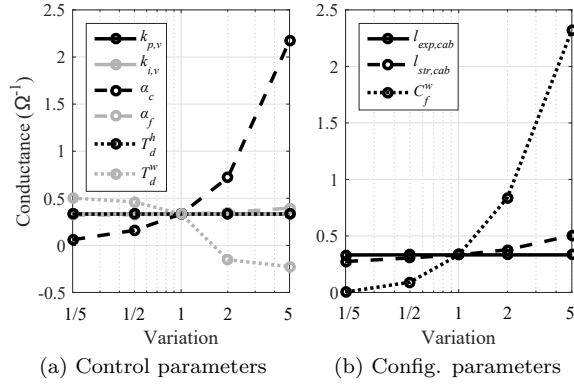 2.5
2
1.5
1
0.5
0
-0.5
Conductance (Ω⁻¹)
k_{p,v}
k_{i,v}
α_c
α_f
T_d^h
T_d^w
1/5 1/2 1 2 5
Variation
(a) Control parameters
2.5
2
1.5
1
0.5
0
l_{exp,cab}
l_{str,cab}
C_f^w
1/5 1/2 1 2 5
Variation
(b) Config. parameters